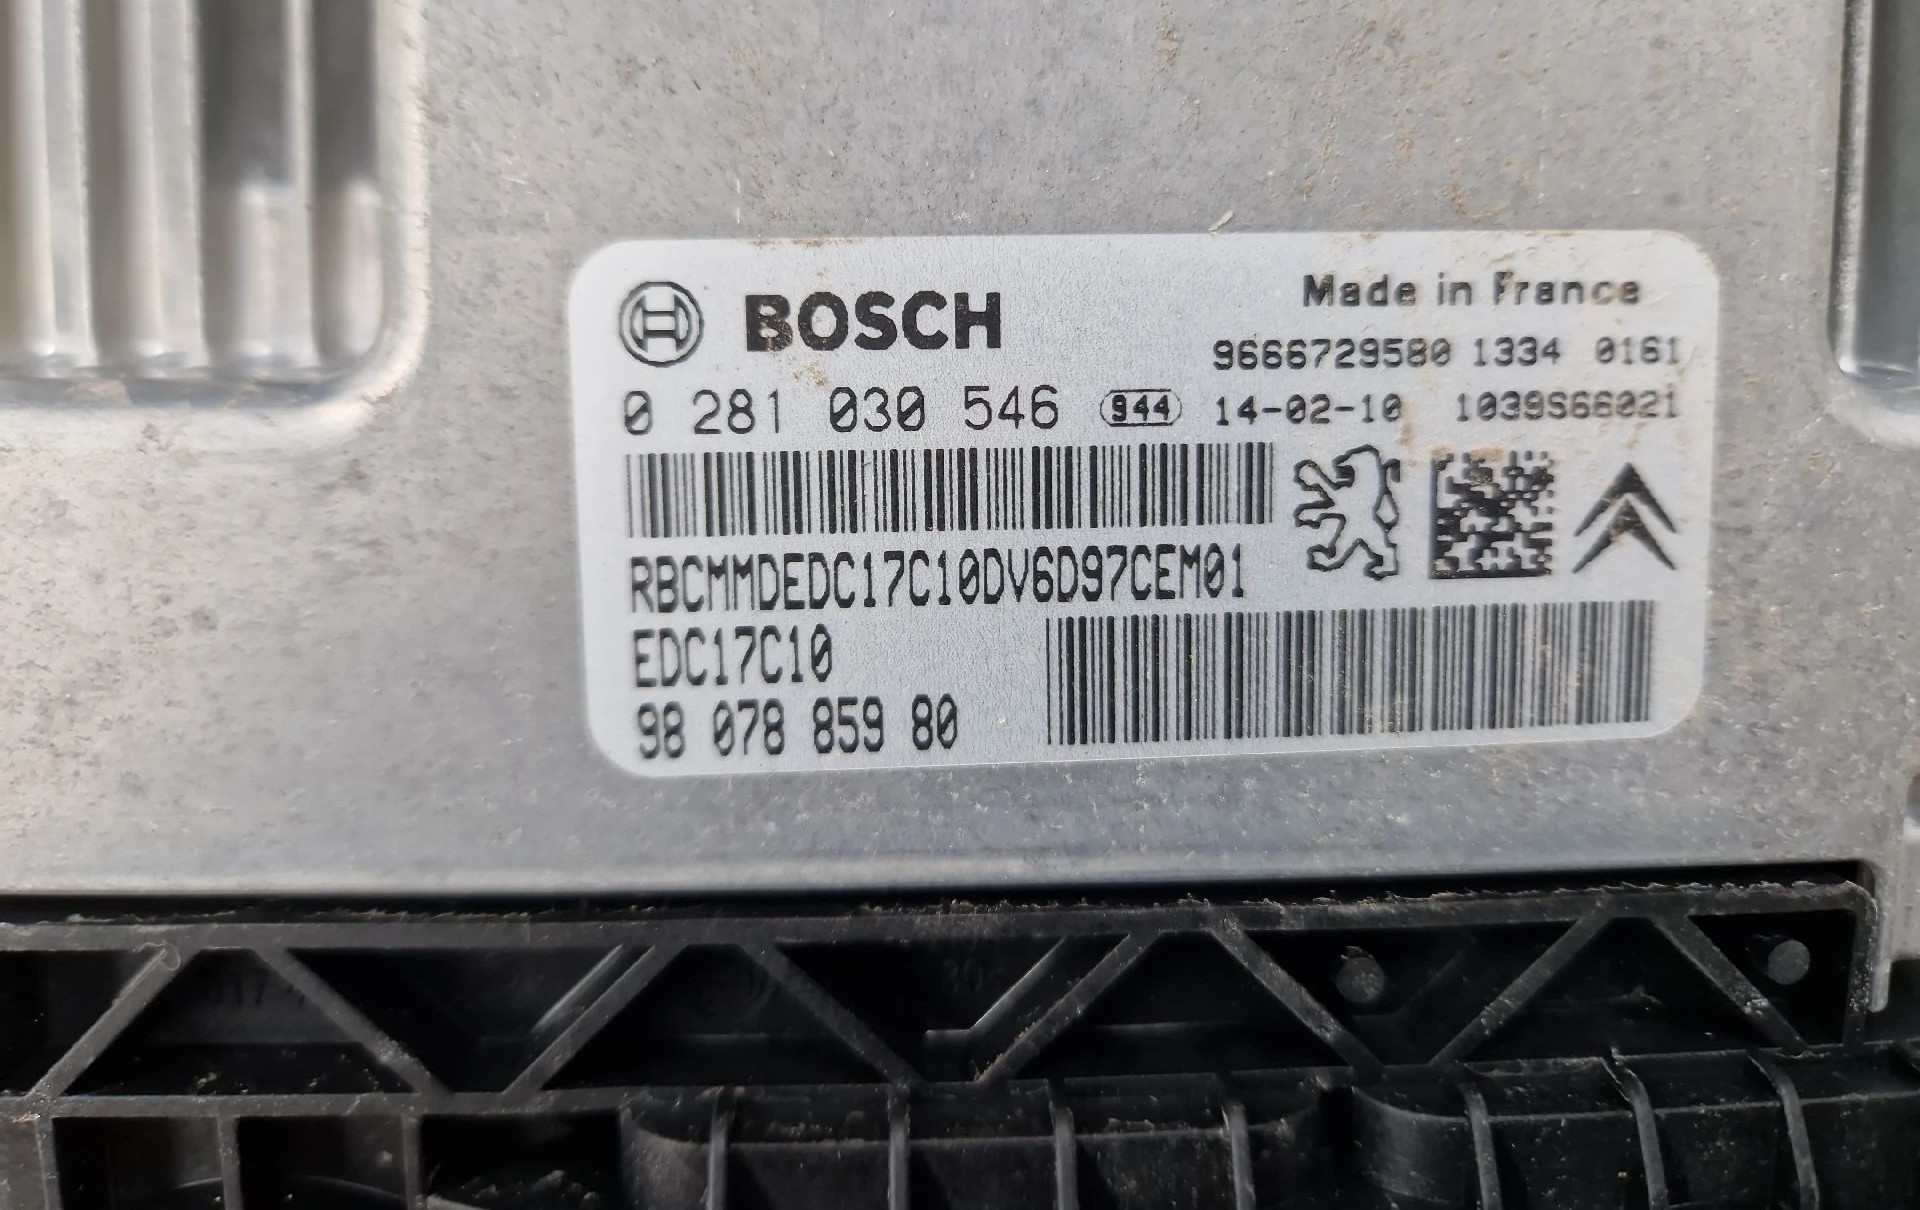 BOSCH
Made in France
9666729580 1334 0161
0 281 030 546 944 14-02-10 1039S66021
RBCMMDEDC17C10DV6D97CEM01
EDC17C10
98 078 859 80